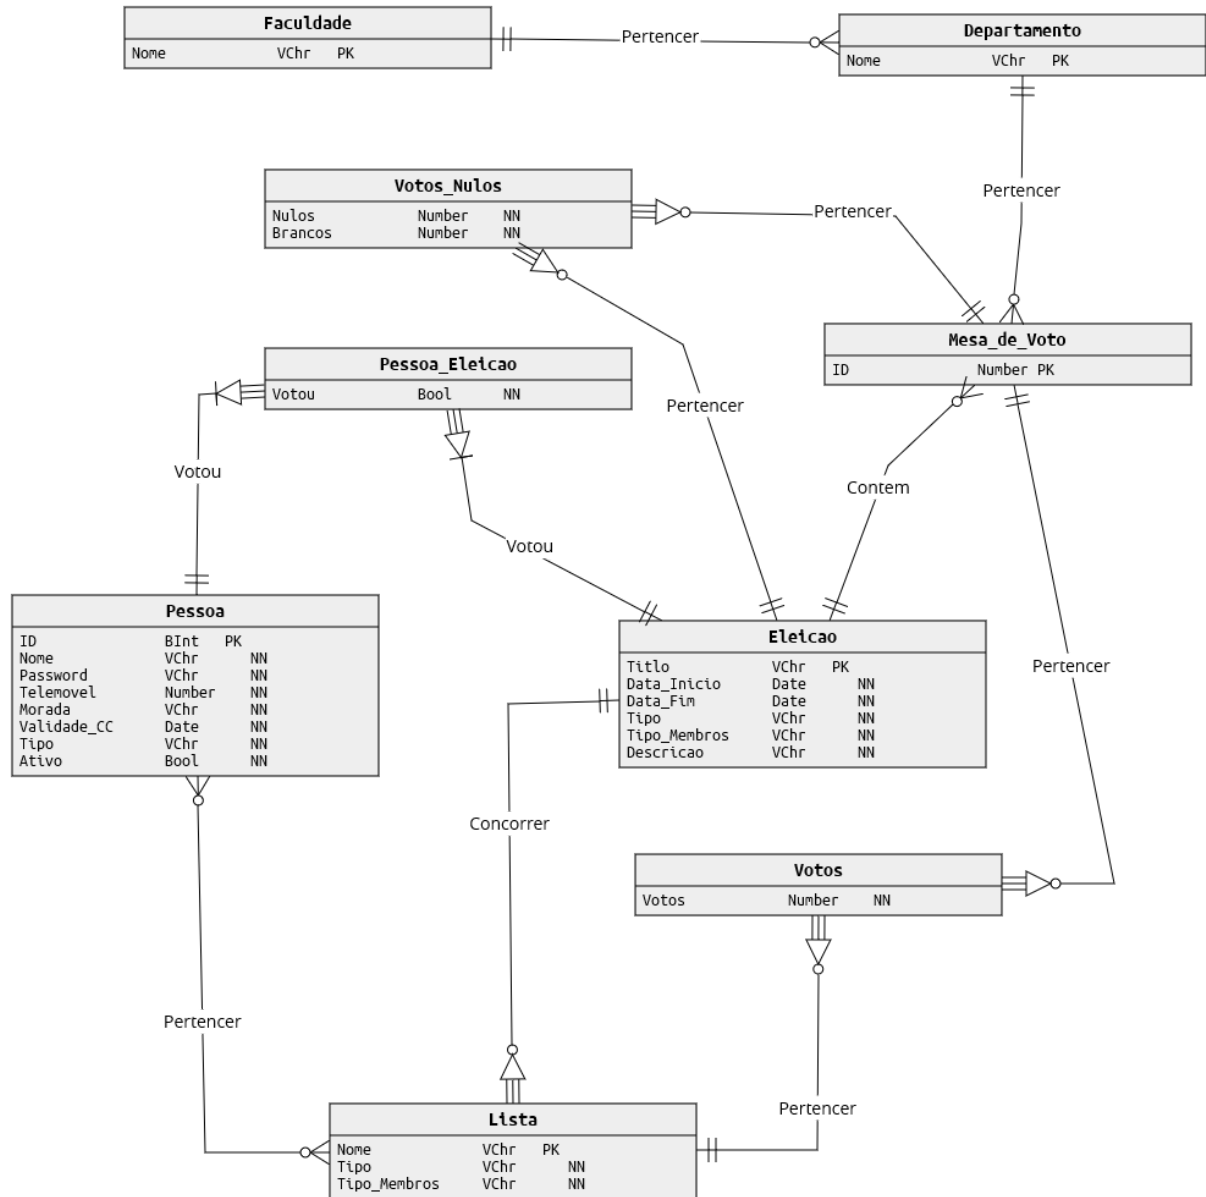 Faculdade
Nome VChr PK
Pertencer
Departamento
Nome VChr PK
Votos_Nulos
Nulos Number NN
Brancos Number NN
Pertencer
Pertencer
Mesa_de_Voto
ID Number PK
Pessoa_Eleicao
Votou Bool NN
Pertencer
Votou
Contem
Votou
Pessoa
ID BInt PK
Nome VChr NN
Password VChr NN
Telemovel Number NN
Morada VChr NN
Validade_CC Date NN
Tipo VChr NN
Ativo Bool NN
Eleicao
Titlo VChr PK
Data_Inicio Date NN
Data_Fim Date NN
Tipo VChr NN
Tipo_Membros VChr NN
Descricao VChr NN
Pertencer
Concorrer
Votos
Votos Number NN
Pertencer
Pertencer
Lista
Nome VChr PK
Tipo VChr NN
Tipo_Membros VChr NN